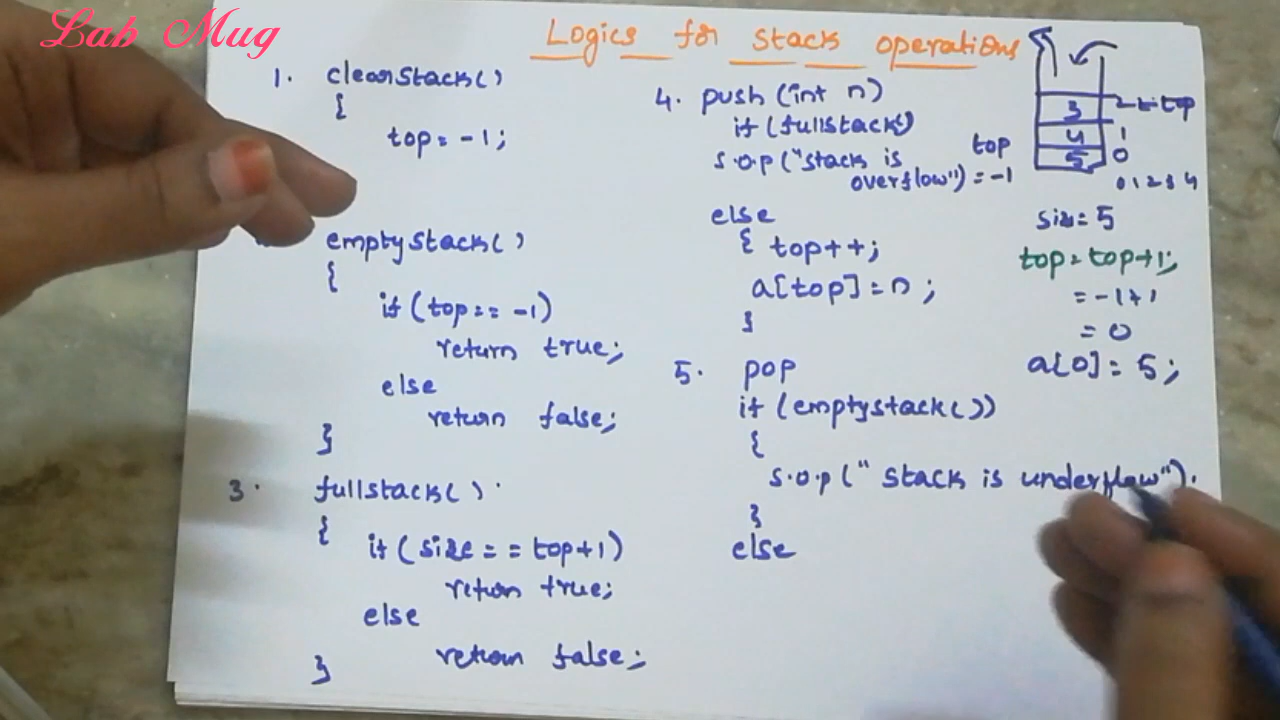 Lab Mug
Logics for stack operations
1. clearstack()
{
top = -1;
emptystack()
{
if (top == -1)
return true;
else
return false;
}
3. fullstack()
{
if (size == top+1)
return true;
else
return false;
}
4. push (int n)
if (fullstack)
s.o.p ("stack is
overflow")
else
{ top++;
a[top] = n;
}
5. pop
if (emptystack())
{
s.o.p (" stack is underflow").
}
else
3 2 ← top
4 1
5 0
0 1 2 3 4
top
= -1
size = 5
top = top+1;
= -1+1
= 0
a[0] = 5;